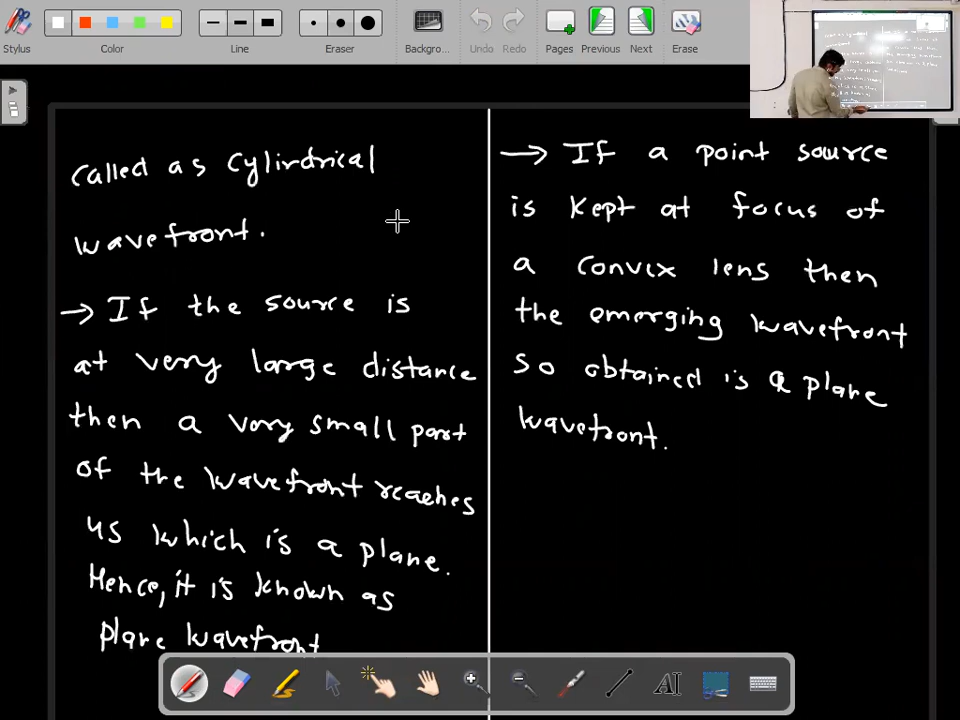 Stylus
Color
Line
Eraser
Backgro...
Undo
Redo
Pages
Previous
Next
Erase
called as cylindrical
wavefront.
→ If the source is
at very large distance
then a very small part
of the wavefront reaches
us which is a plane.
Hence, it is known as
plane wavefront
→ If a point source
is kept at focus of
a convix lens then
the emerging wavefront
so obtained is a plane
wavefront.
AI